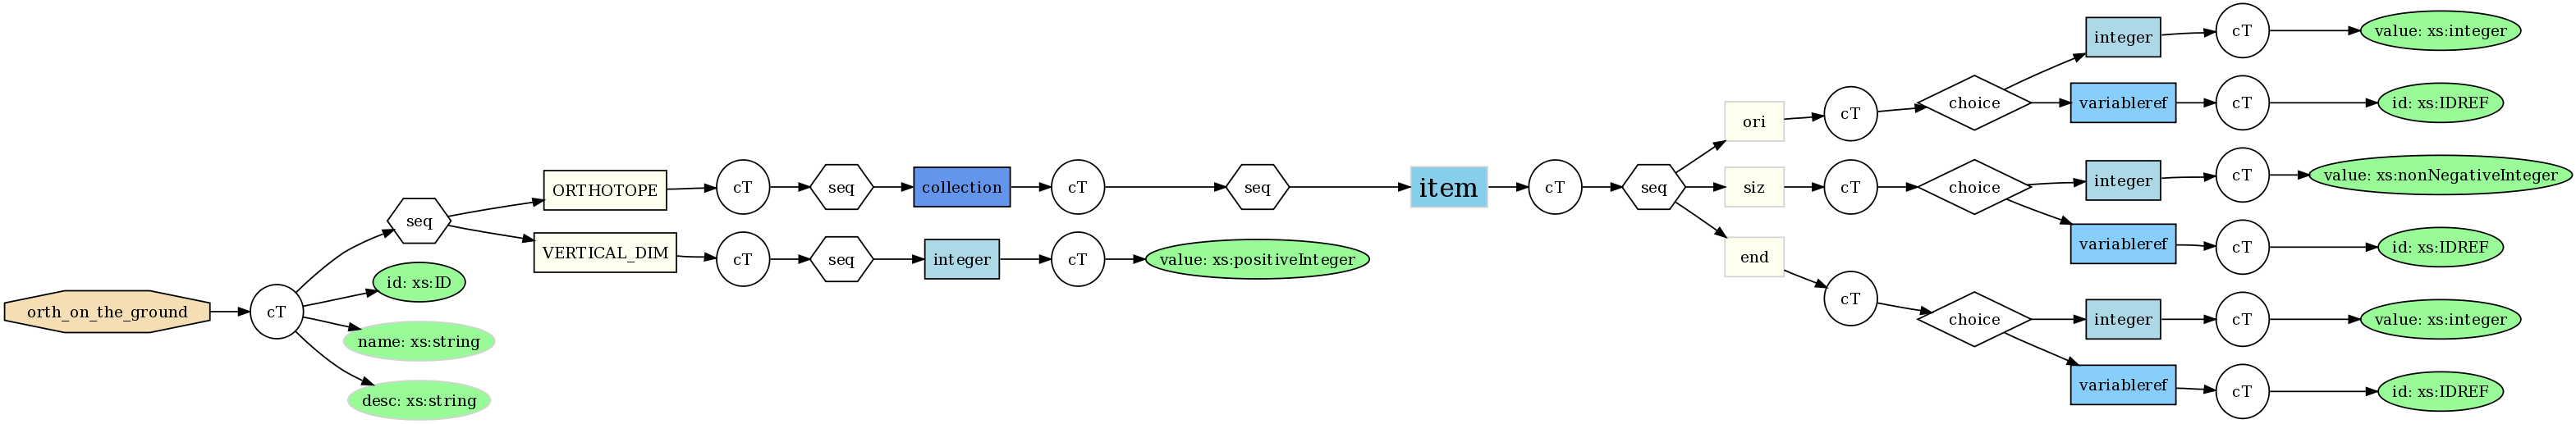 orth_on_the_ground
cT
seq
id: xs:ID
name: xs:string
desc: xs:string
ORTHOTOPE
cT
seq
collection
cT
seq
item
cT
seq
VERTICAL_DIM
cT
seq
integer
cT
value: xs:positiveInteger
ori
cT
choice
integer
cT
value: xs:integer
variableref
cT
id: xs:IDREF
siz
cT
choice
integer
cT
value: xs:nonNegativeInteger
variableref
cT
id: xs:IDREF
end
cT
choice
integer
cT
value: xs:integer
variableref
cT
id: xs:IDREF